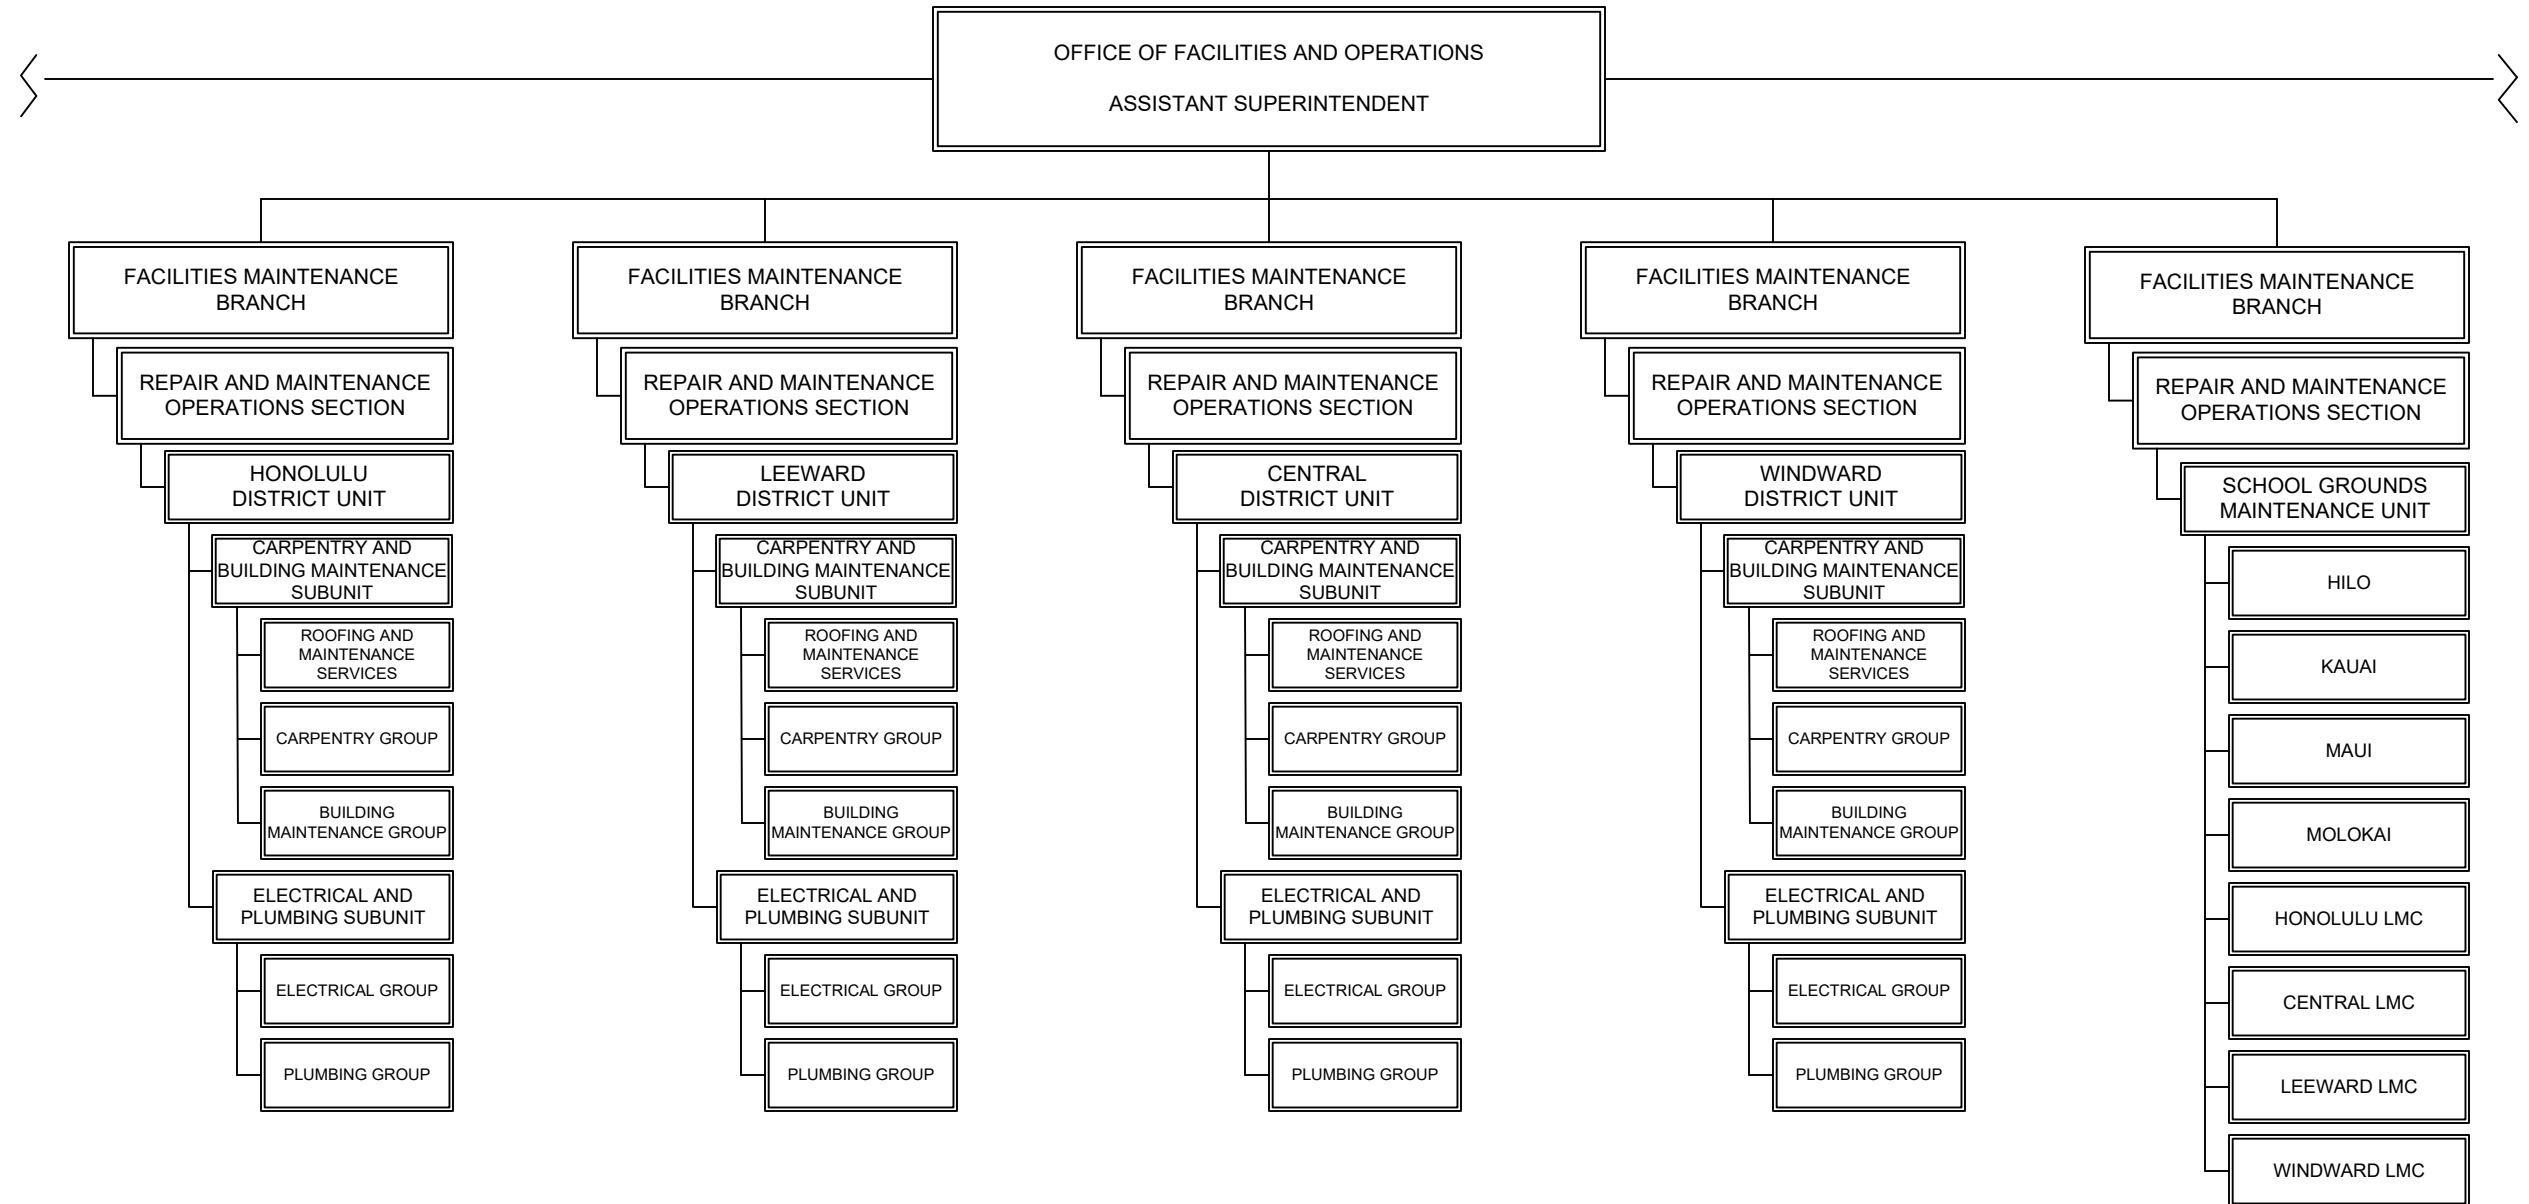 OFFICE OF FACILITIES AND OPERATIONS
ASSISTANT SUPERINTENDENT
FACILITIES MAINTENANCE
BRANCH
REPAIR AND MAINTENANCE
OPERATIONS SECTION
HONOLULU
DISTRICT UNIT
CARPENTRY AND
BUILDING MAINTENANCE
SUBUNIT
ROOFING AND
MAINTENANCE
SERVICES
CARPENTRY GROUP
BUILDING
MAINTENANCE GROUP
ELECTRICAL AND
PLUMBING SUBUNIT
ELECTRICAL GROUP
PLUMBING GROUP
FACILITIES MAINTENANCE
BRANCH
REPAIR AND MAINTENANCE
OPERATIONS SECTION
LEEWARD
DISTRICT UNIT
CARPENTRY AND
BUILDING MAINTENANCE
SUBUNIT
ROOFING AND
MAINTENANCE
SERVICES
CARPENTRY GROUP
BUILDING
MAINTENANCE GROUP
ELECTRICAL AND
PLUMBING SUBUNIT
ELECTRICAL GROUP
PLUMBING GROUP
FACILITIES MAINTENANCE
BRANCH
REPAIR AND MAINTENANCE
OPERATIONS SECTION
CENTRAL
DISTRICT UNIT
CARPENTRY AND
BUILDING MAINTENANCE
SUBUNIT
ROOFING AND
MAINTENANCE
SERVICES
CARPENTRY GROUP
BUILDING
MAINTENANCE GROUP
ELECTRICAL AND
PLUMBING SUBUNIT
ELECTRICAL GROUP
PLUMBING GROUP
FACILITIES MAINTENANCE
BRANCH
REPAIR AND MAINTENANCE
OPERATIONS SECTION
WINDWARD
DISTRICT UNIT
CARPENTRY AND
BUILDING MAINTENANCE
SUBUNIT
ROOFING AND
MAINTENANCE
SERVICES
CARPENTRY GROUP
BUILDING
MAINTENANCE GROUP
ELECTRICAL AND
PLUMBING SUBUNIT
ELECTRICAL GROUP
PLUMBING GROUP
FACILITIES MAINTENANCE
BRANCH
REPAIR AND MAINTENANCE
OPERATIONS SECTION
SCHOOL GROUNDS
MAINTENANCE UNIT
HILO
KAUAI
MAUI
MOLOKAI
HONOLULU LMC
CENTRAL LMC
LEEWARD LMC
WINDWARD LMC